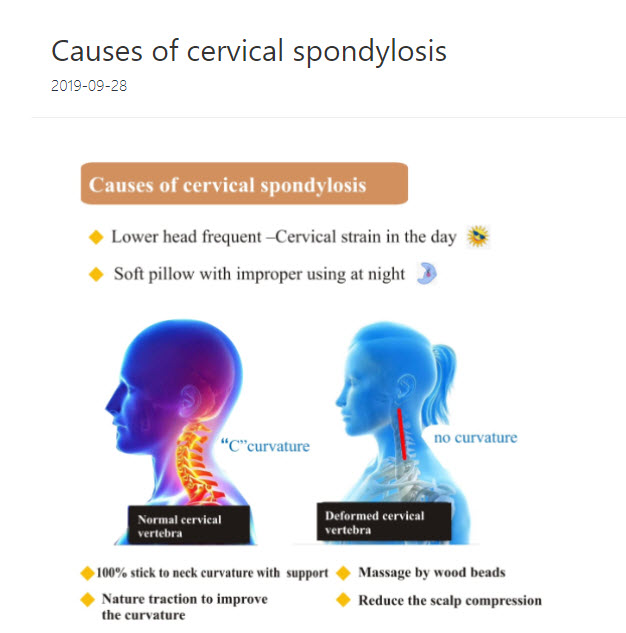 Causes of cervical spondylosis
2019-09-28
Causes of cervical spondylosis
Lower head frequent –Cervical strain in the day
Soft pillow with improper using at night
“C”curvature
no curvature
Normal cervical
vertebra
Deformed cervical
vertebra
100% stick to neck curvature with support
Massage by wood beads
Nature traction to improve
the curvature
Reduce the scalp compression